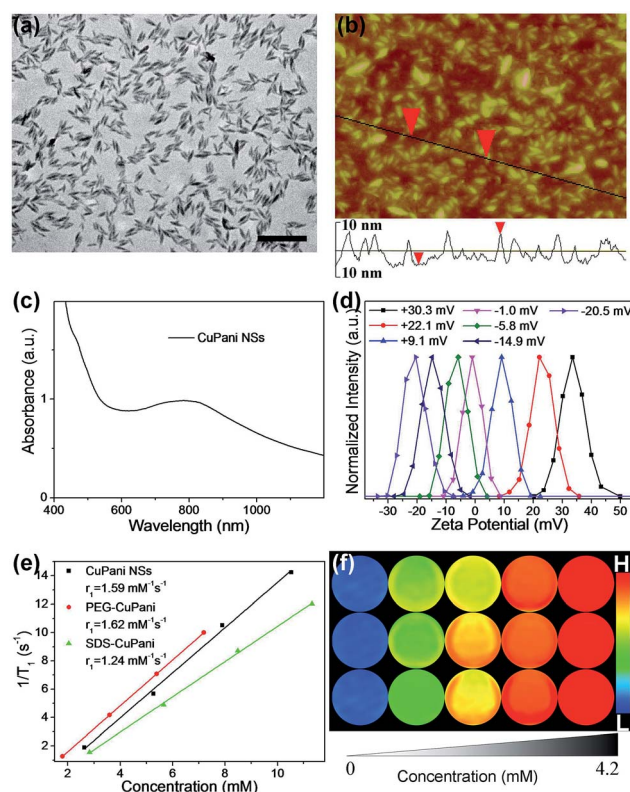 (a)
(b)
10 nm
10 nm
(c)
CuPani NSs
Absorbance (a.u.)
1
0
400 600 800 1000
Wavelength (nm)
(d)
+30.3 mV -1.0 mV -20.5 mV
+22.1 mV -5.8 mV
+9.1 mV -14.9 mV
Normalized Intensity (a.u.)
-30 -20 -10 0 10 20 30 40 50
Zeta Potential (mV)
(e)
CuPani NSs
r₁=1.59 mM⁻¹s⁻¹
PEG-CuPani
r₁=1.62 mM⁻¹s⁻¹
SDS-CuPani
r₁=1.24 mM⁻¹s⁻¹
1/T₁ (s⁻¹)
14
12
10
8
6
4
2
2 4 6 8 10
Concentration (mM)
(f)
H
L
0 4.2
Concentration (mM)